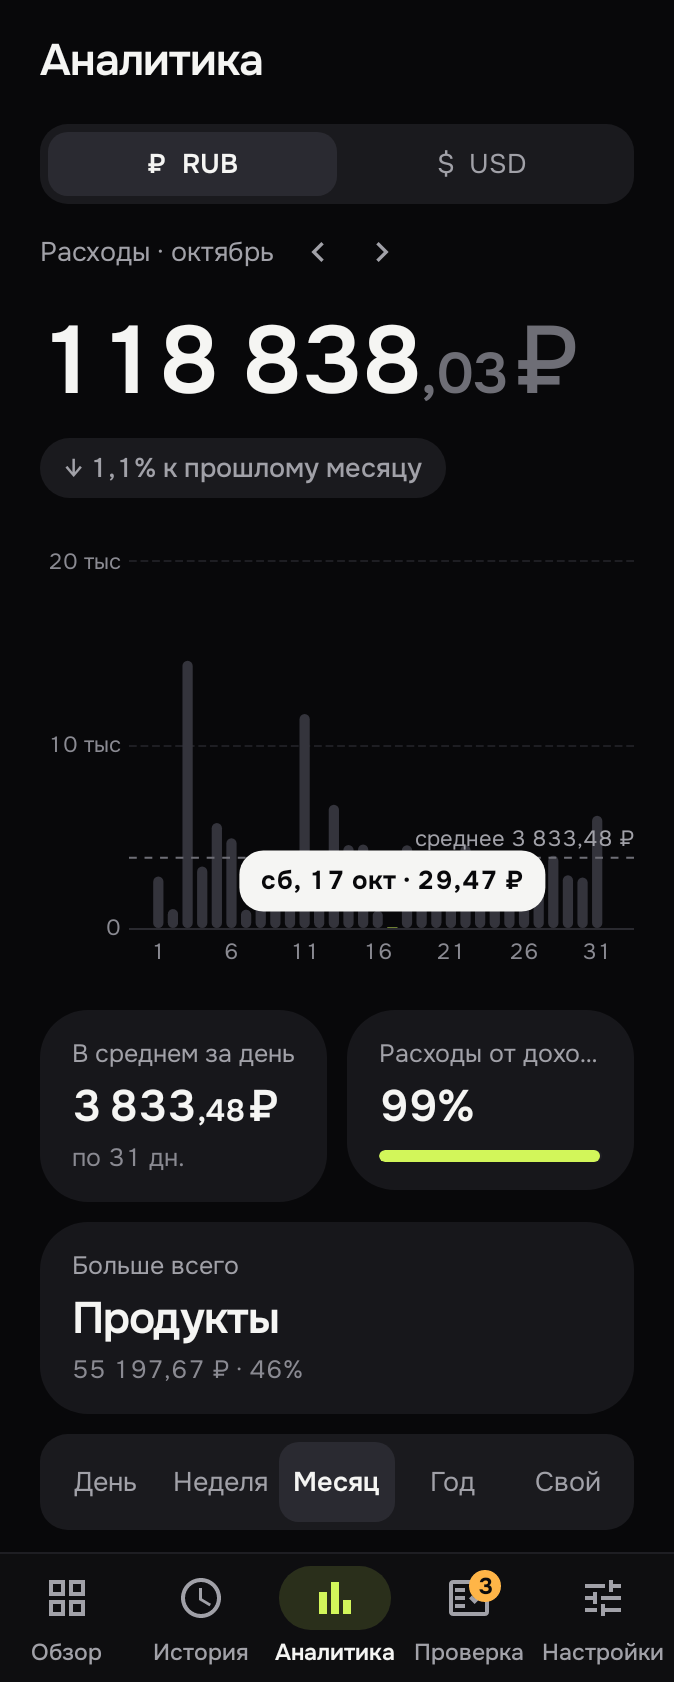 Аналитика
₽ RUB
$ USD
Расходы · октябрь
118 838,03 ₽
↓ 1,1% к прошлому месяцу
20 тыс
10 тыс
среднее 3 833,48 ₽
сб, 17 окт · 29,47 ₽
0
1 6 11 16 21 26 31
В среднем за день
3 833,48 ₽
по 31 дн.
Расходы от дохо...
99%
Больше всего
Продукты
55 197,67 ₽ · 46%
День Неделя Месяц Год Свой
3
Обзор История Аналитика Проверка Настройки